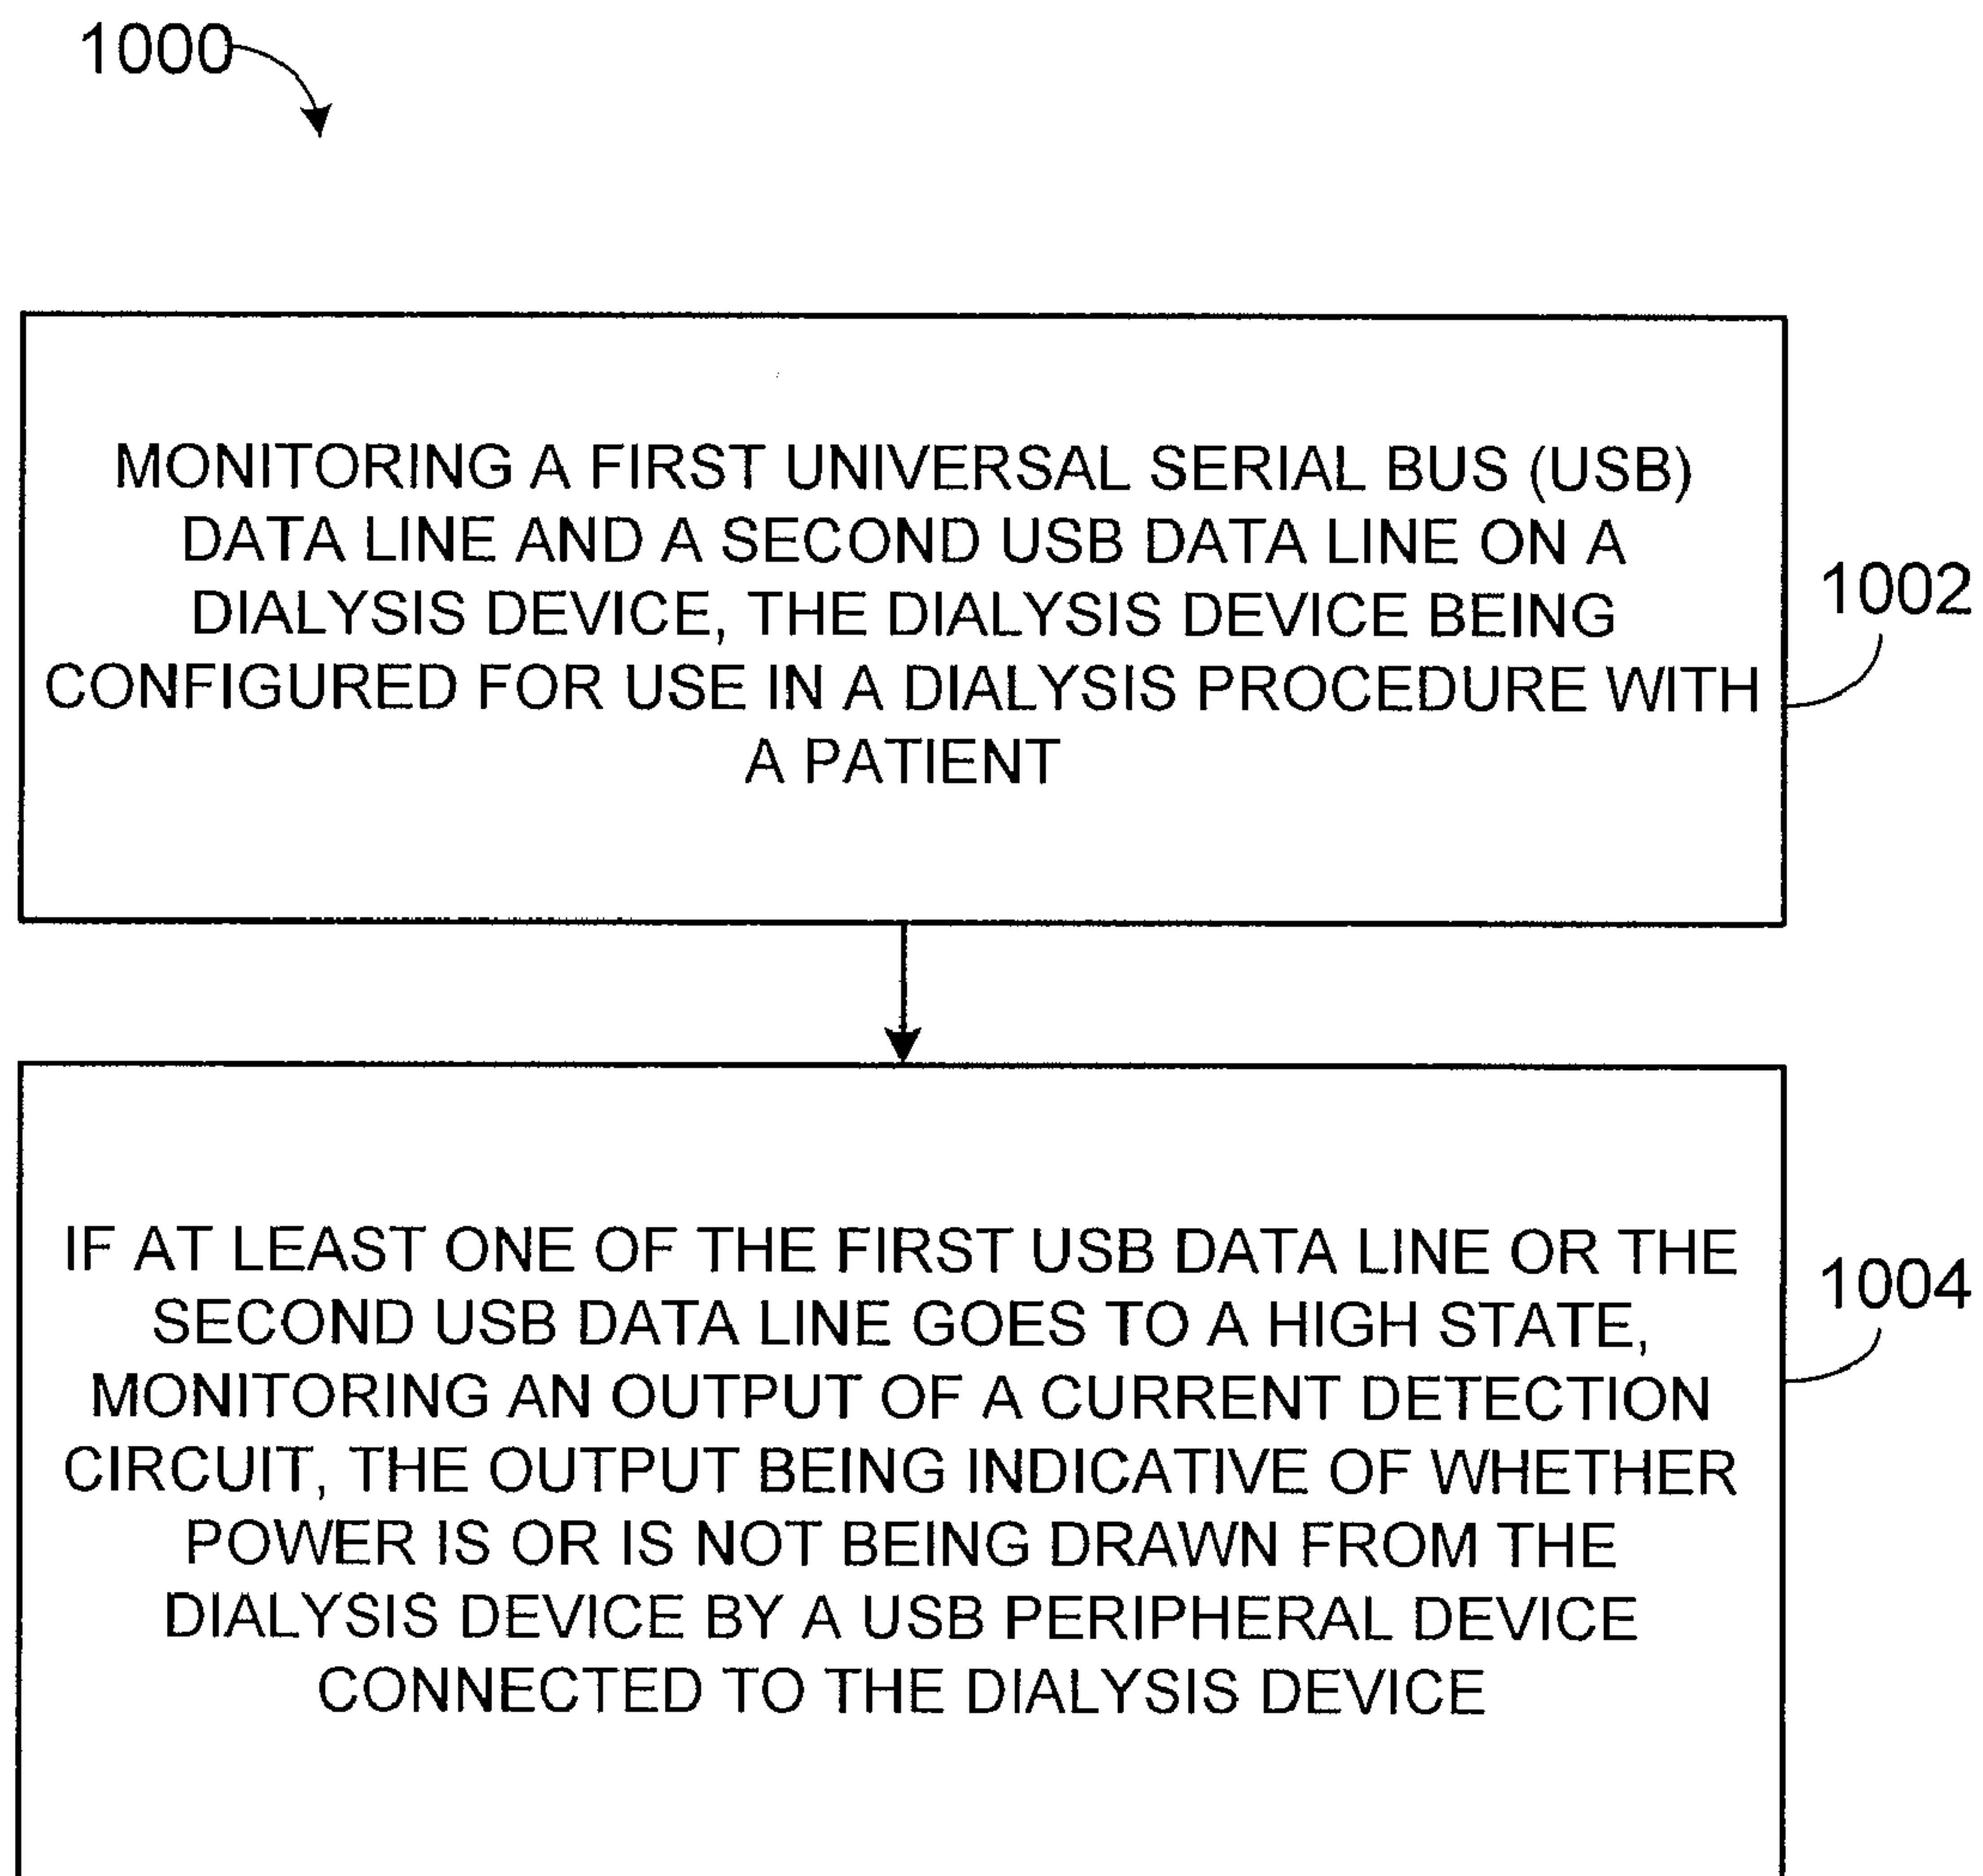 1000
MONITORING A FIRST UNIVERSAL SERIAL BUS (USB)
DATA LINE AND A SECOND USB DATA LINE ON A
DIALYSIS DEVICE, THE DIALYSIS DEVICE BEING
CONFIGURED FOR USE IN A DIALYSIS PROCEDURE WITH
A PATIENT
1002
IF AT LEAST ONE OF THE FIRST USB DATA LINE OR THE
SECOND USB DATA LINE GOES TO A HIGH STATE,
MONITORING AN OUTPUT OF A CURRENT DETECTION
CIRCUIT, THE OUTPUT BEING INDICATIVE OF WHETHER
POWER IS OR IS NOT BEING DRAWN FROM THE
DIALYSIS DEVICE BY A USB PERIPHERAL DEVICE
CONNECTED TO THE DIALYSIS DEVICE
1004